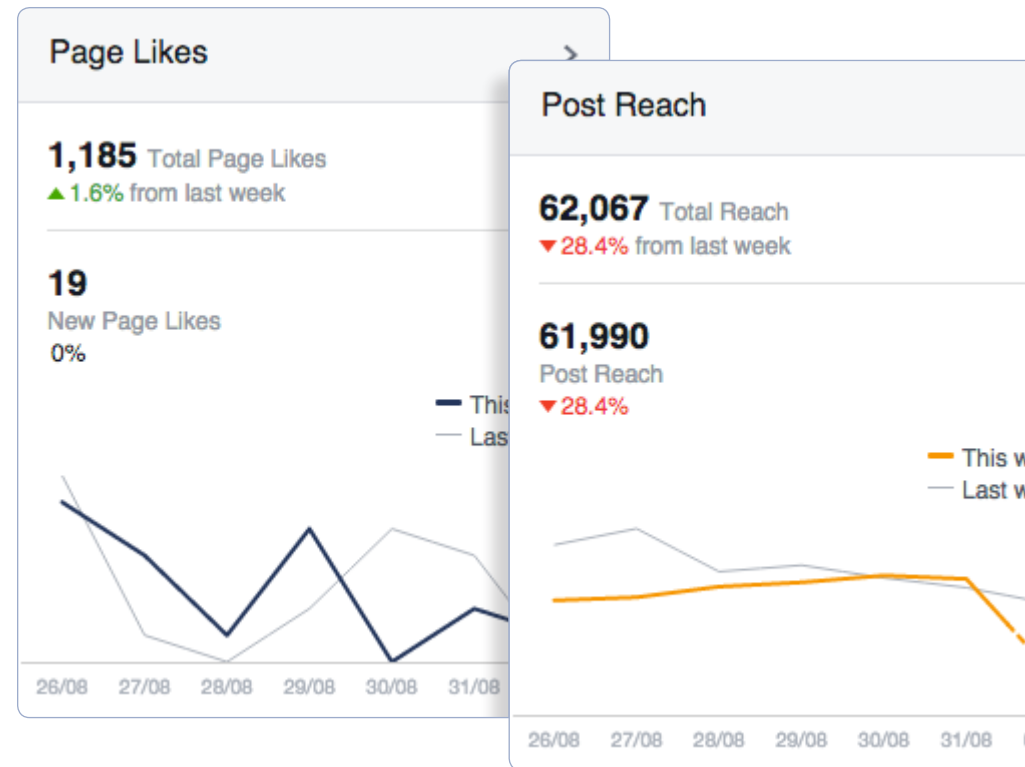 Page Likes
1,185 Total Page Likes
1.6% from last week
19
New Page Likes
0%
This
Las
26/08 27/08 28/08 29/08 30/08 31/08
Post Reach
62,067 Total Reach
28.4% from last week
61,990
Post Reach
28.4%
This w
Last w
26/08 27/08 28/08 29/08 30/08 31/08